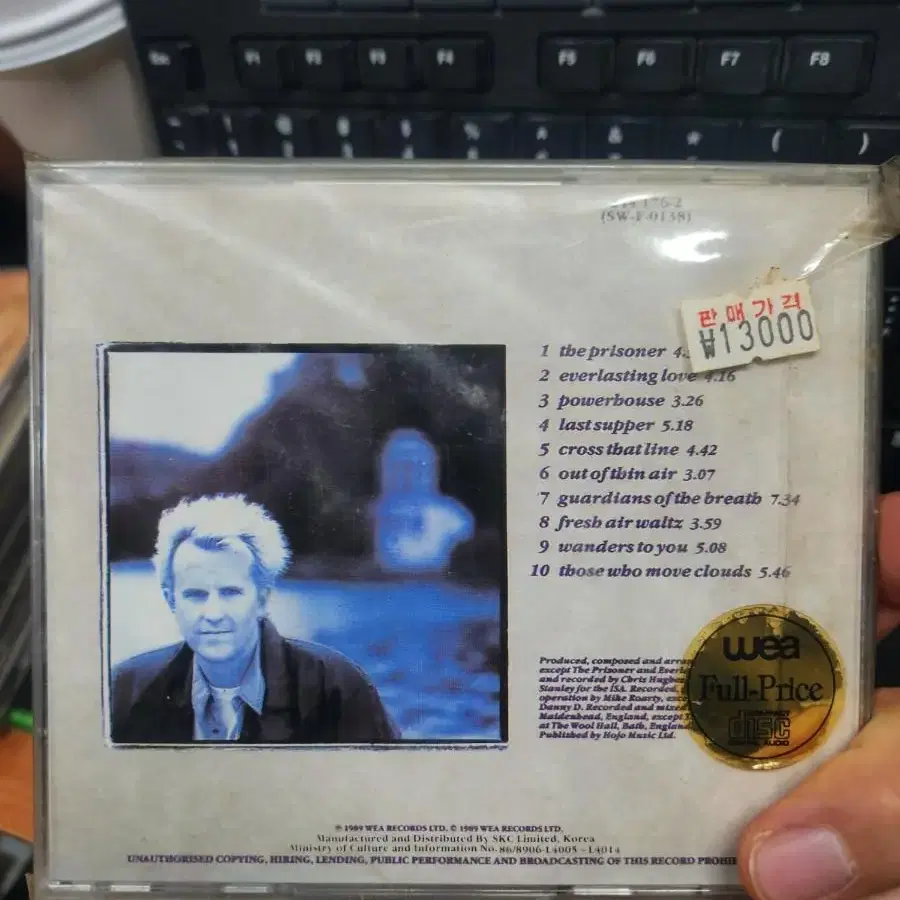 F1 F2 F3 F4 F5 F6 F7 F8
& * ( )
176-2
(SW-F-0138)
판매가격
₩13000
1 the prisoner 4.
2 everlasting love 4.16
3 powerhouse 3.26
4 last supper 5.18
5 cross that line 4.42
6 out of thin air 3.07
7 guardians of the breath 7.34
8 fresh air waltz 3.59
9 wanders to you 5.08
10 those who move clouds 5.46
Produced, composed and arran
except The Prisoner and Everl
and recorded by Chris Hughes
Stanley for the ISA. Recorded,
operation by Mike Roarty, exc
Danny D. Recorded and mixed
Maidenhead, England, except
at The Wool Hall, Bath, England
Published by Hojo Music Ltd.
wea
Full-Price
COMPACT
disc
DIGITAL AUDIO
℗ 1989 WEA RECORDS LTD. © 1989 WEA RECORDS LTD.
Manufactured and Distributed By SKC Limited, Korea
Ministry of Culture and Information No. 86/8906-L4005 - L4014
UNAUTHORISED COPYING, HIRING, LENDING, PUBLIC PERFORMANCE AND BROADCASTING OF THIS RECORD PROHIB